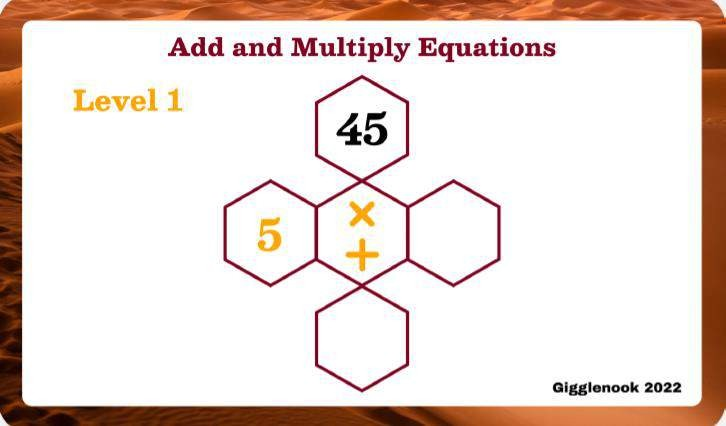 Add and Multiply Equations
Level 1
45
5
×
+
Gigglenook 2022